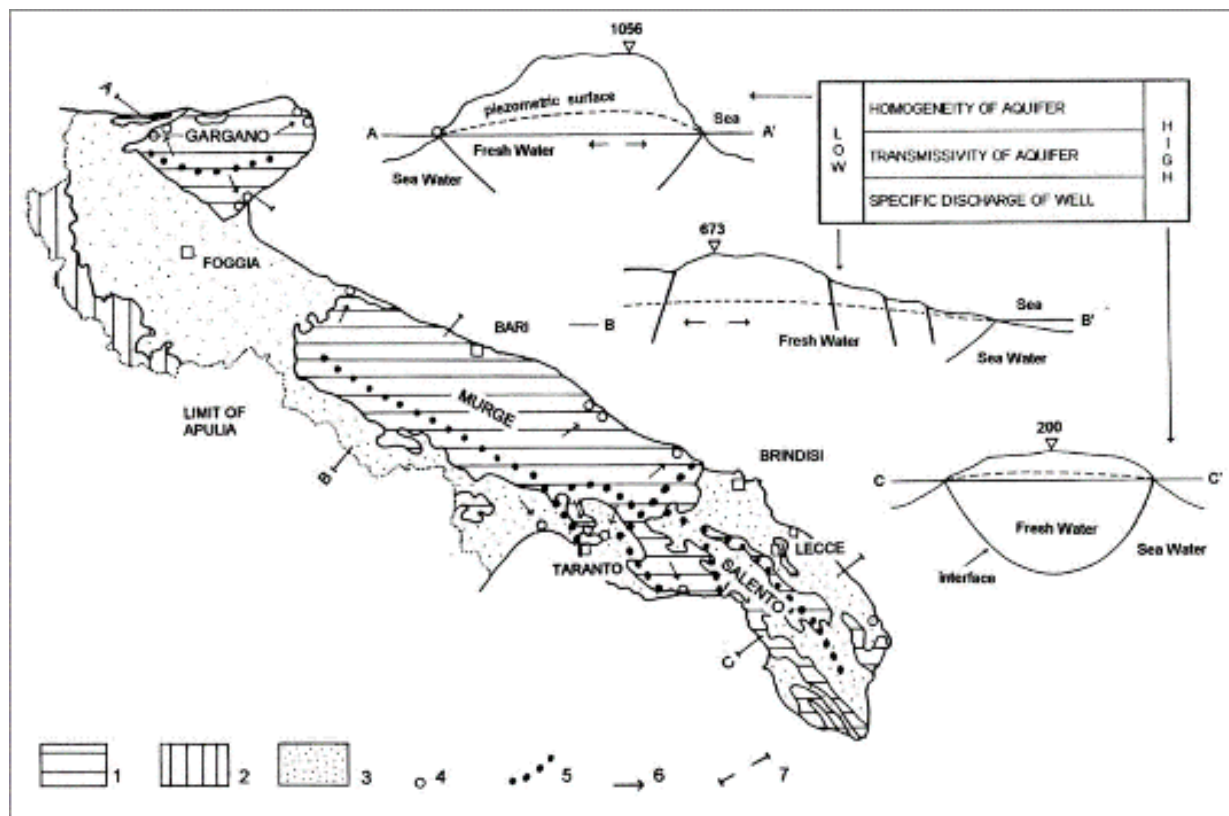 1056
A
GARGANO
piezometric surface
Sea
A
A'
Fresh Water
Sea Water
LOW
HOMOGENEITY OF AQUIFER
TRANSMISSIVITY OF AQUIFER
SPECIFIC DISCHARGE OF WELL
HIGH
FOGGIA
673
BARI
B
Sea
B'
Fresh Water
Sea Water
MURGE
LIMIT OF
APULIA
B
BRINDISI
200
C
C'
Fresh Water
Sea Water
interface
TARANTO
LECCE
SALENTO
C
1
2
3
4
5
6
7